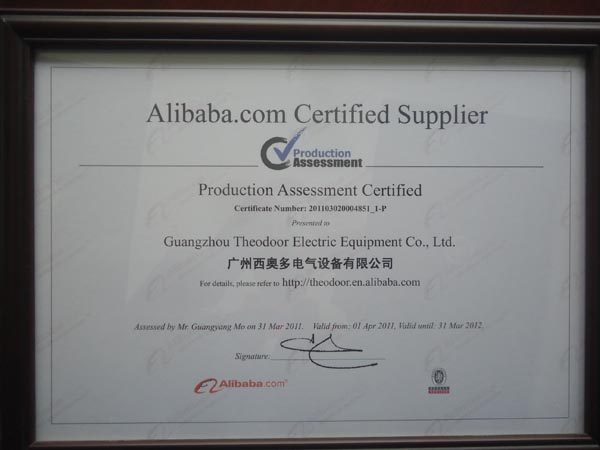 Alibaba.com Certified Supplier
Production
Assessment
Production Assessment Certified
Certificate Number: 201103020004851_1-P
Presented to
Guangzhou Theodoor Electric Equipment Co., Ltd.
广州西奥多电气设备有限公司
For details, please refer to http://theodoor.en.alibaba.com
Assessed by Mr. Guangyang Mo on 31 Mar 2011. Valid from: 01 Apr 2011, Valid until: 31 Mar 2012.
Signature:
Alibaba.com